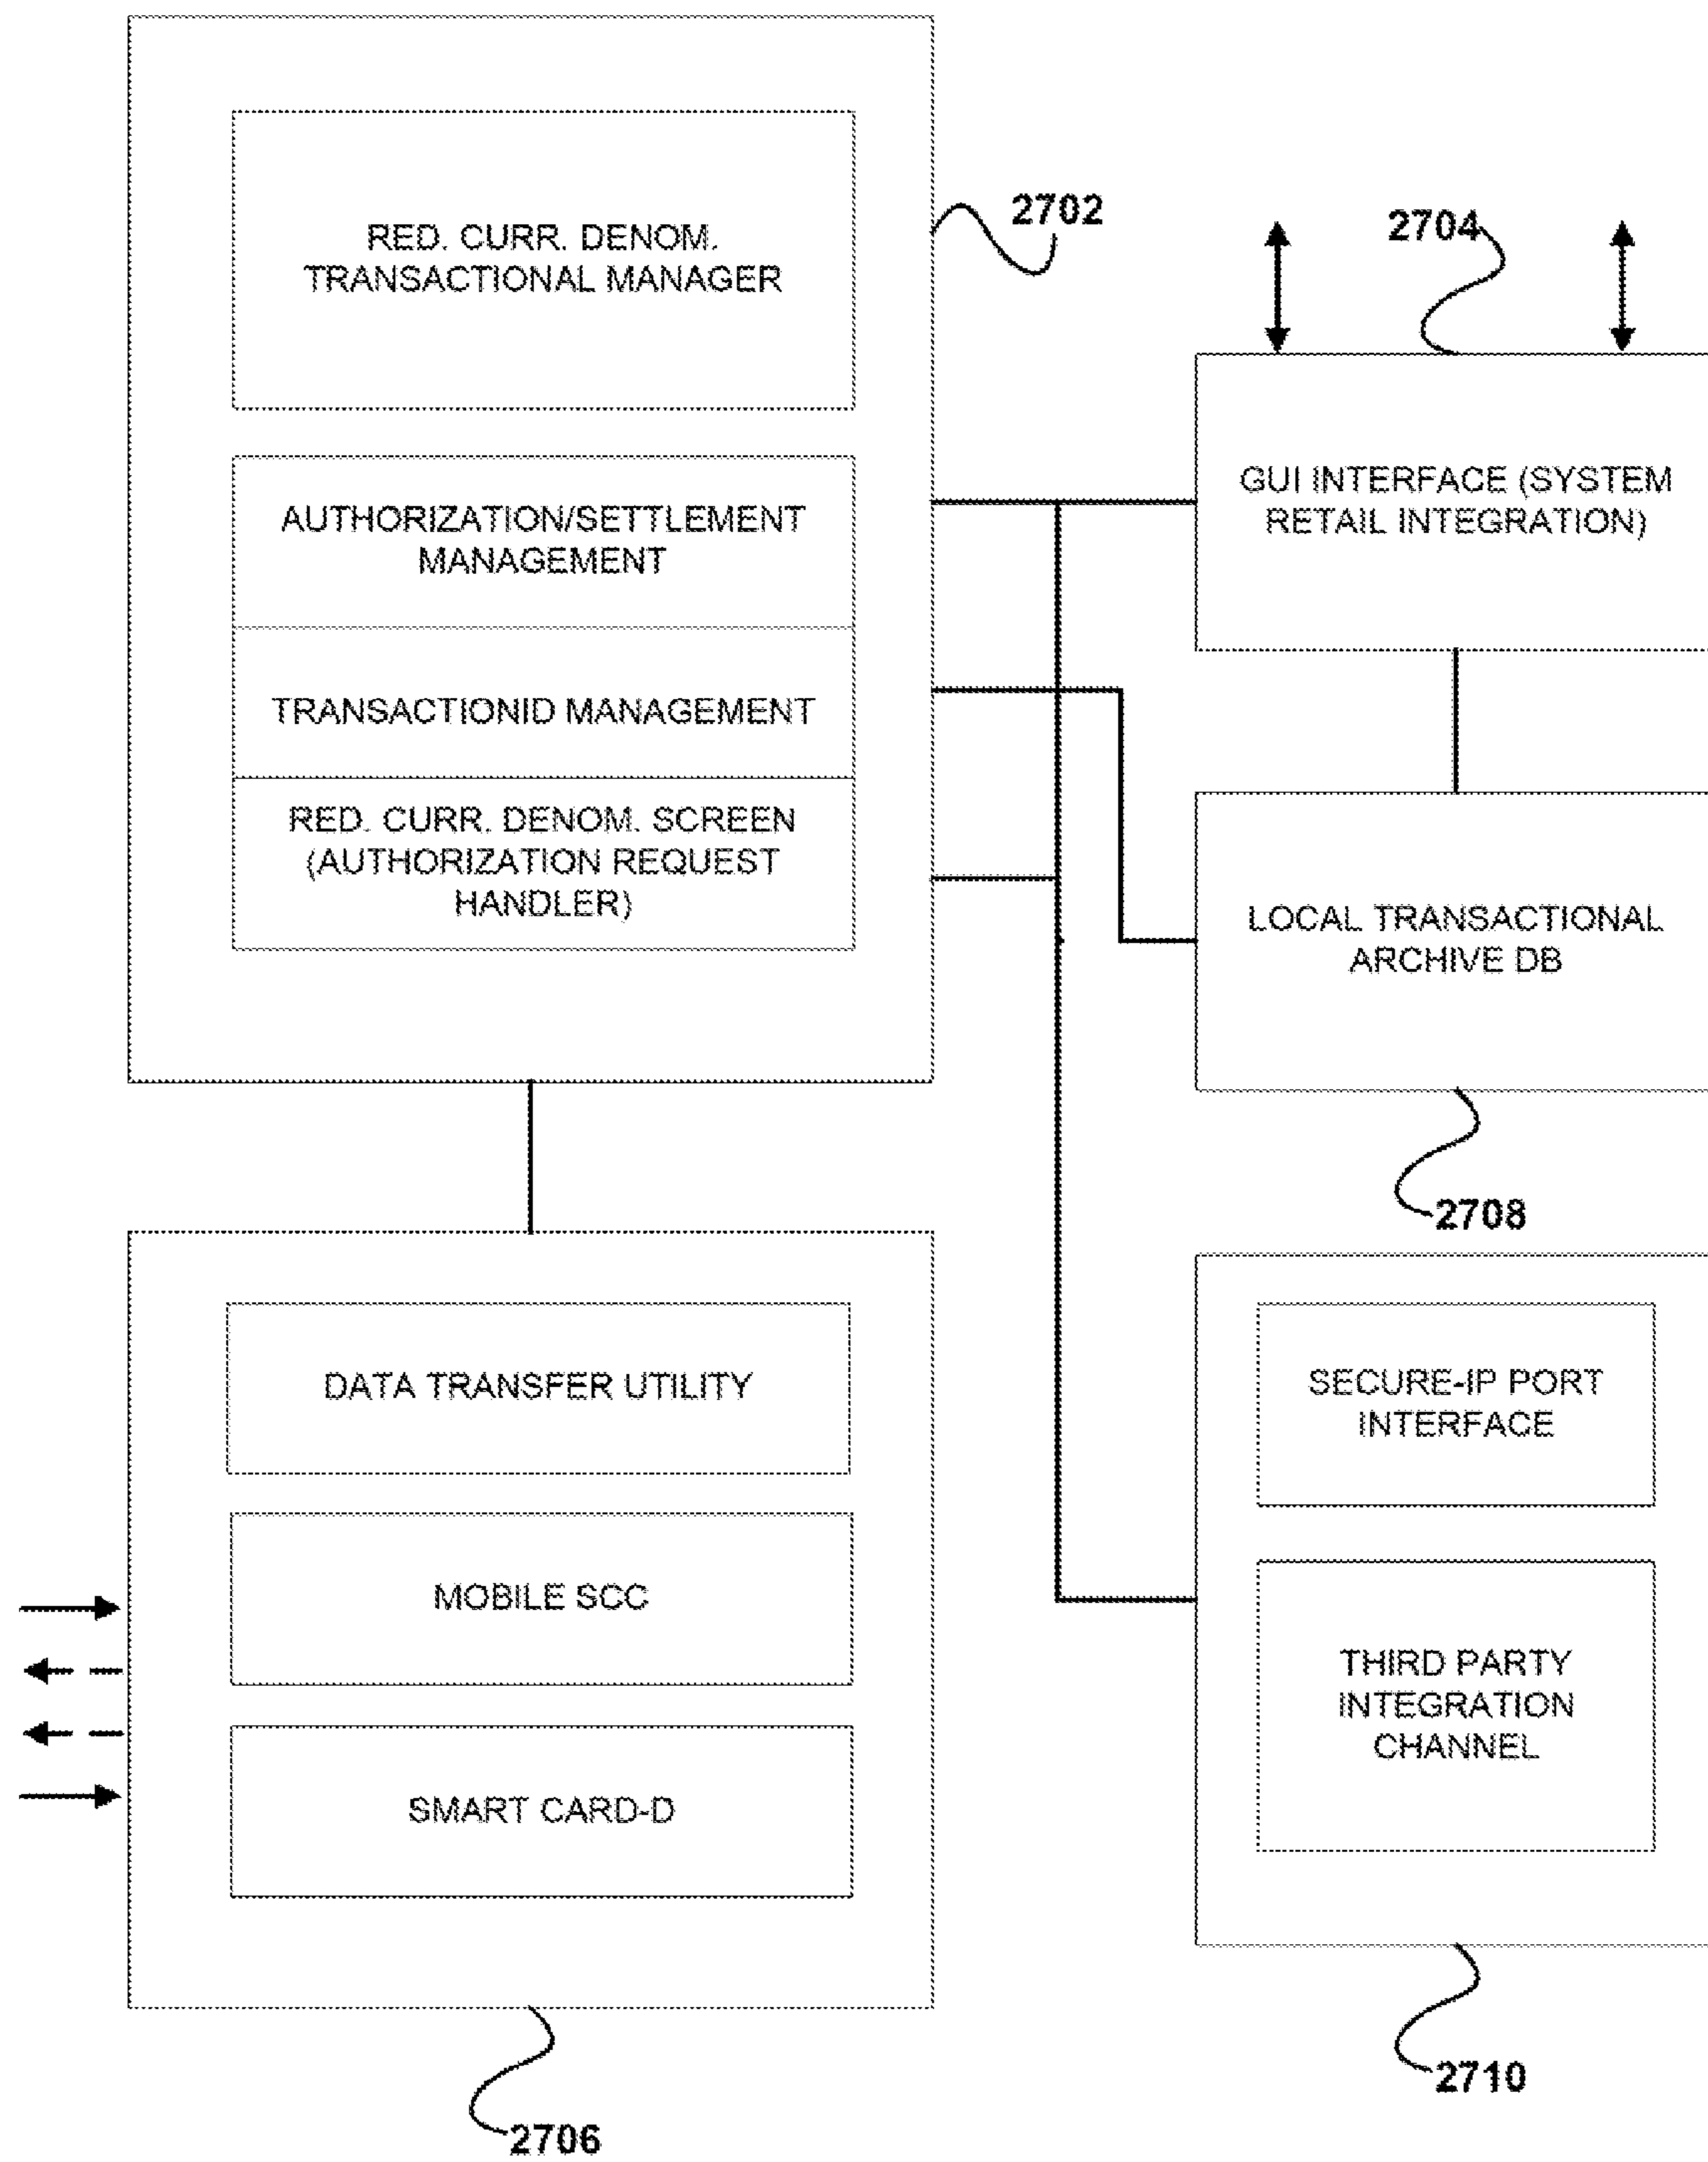 RED. CURR. DENOM.
TRANSACTIONAL MANAGER
2702
AUTHORIZATION/SETTLEMENT
MANAGEMENT
TRANSACTIONID MANAGEMENT
RED. CURR. DENOM. SCREEN
(AUTHORIZATION REQUEST
HANDLER)
2704
GUI INTERFACE (SYSTEM
RETAIL INTEGRATION)
LOCAL TRANSACTIONAL
ARCHIVE DB
2708
DATA TRANSFER UTILITY
MOBILE SCC
SMART CARD-D
2706
SECURE-IP PORT
INTERFACE
THIRD PARTY
INTEGRATION
CHANNEL
2710